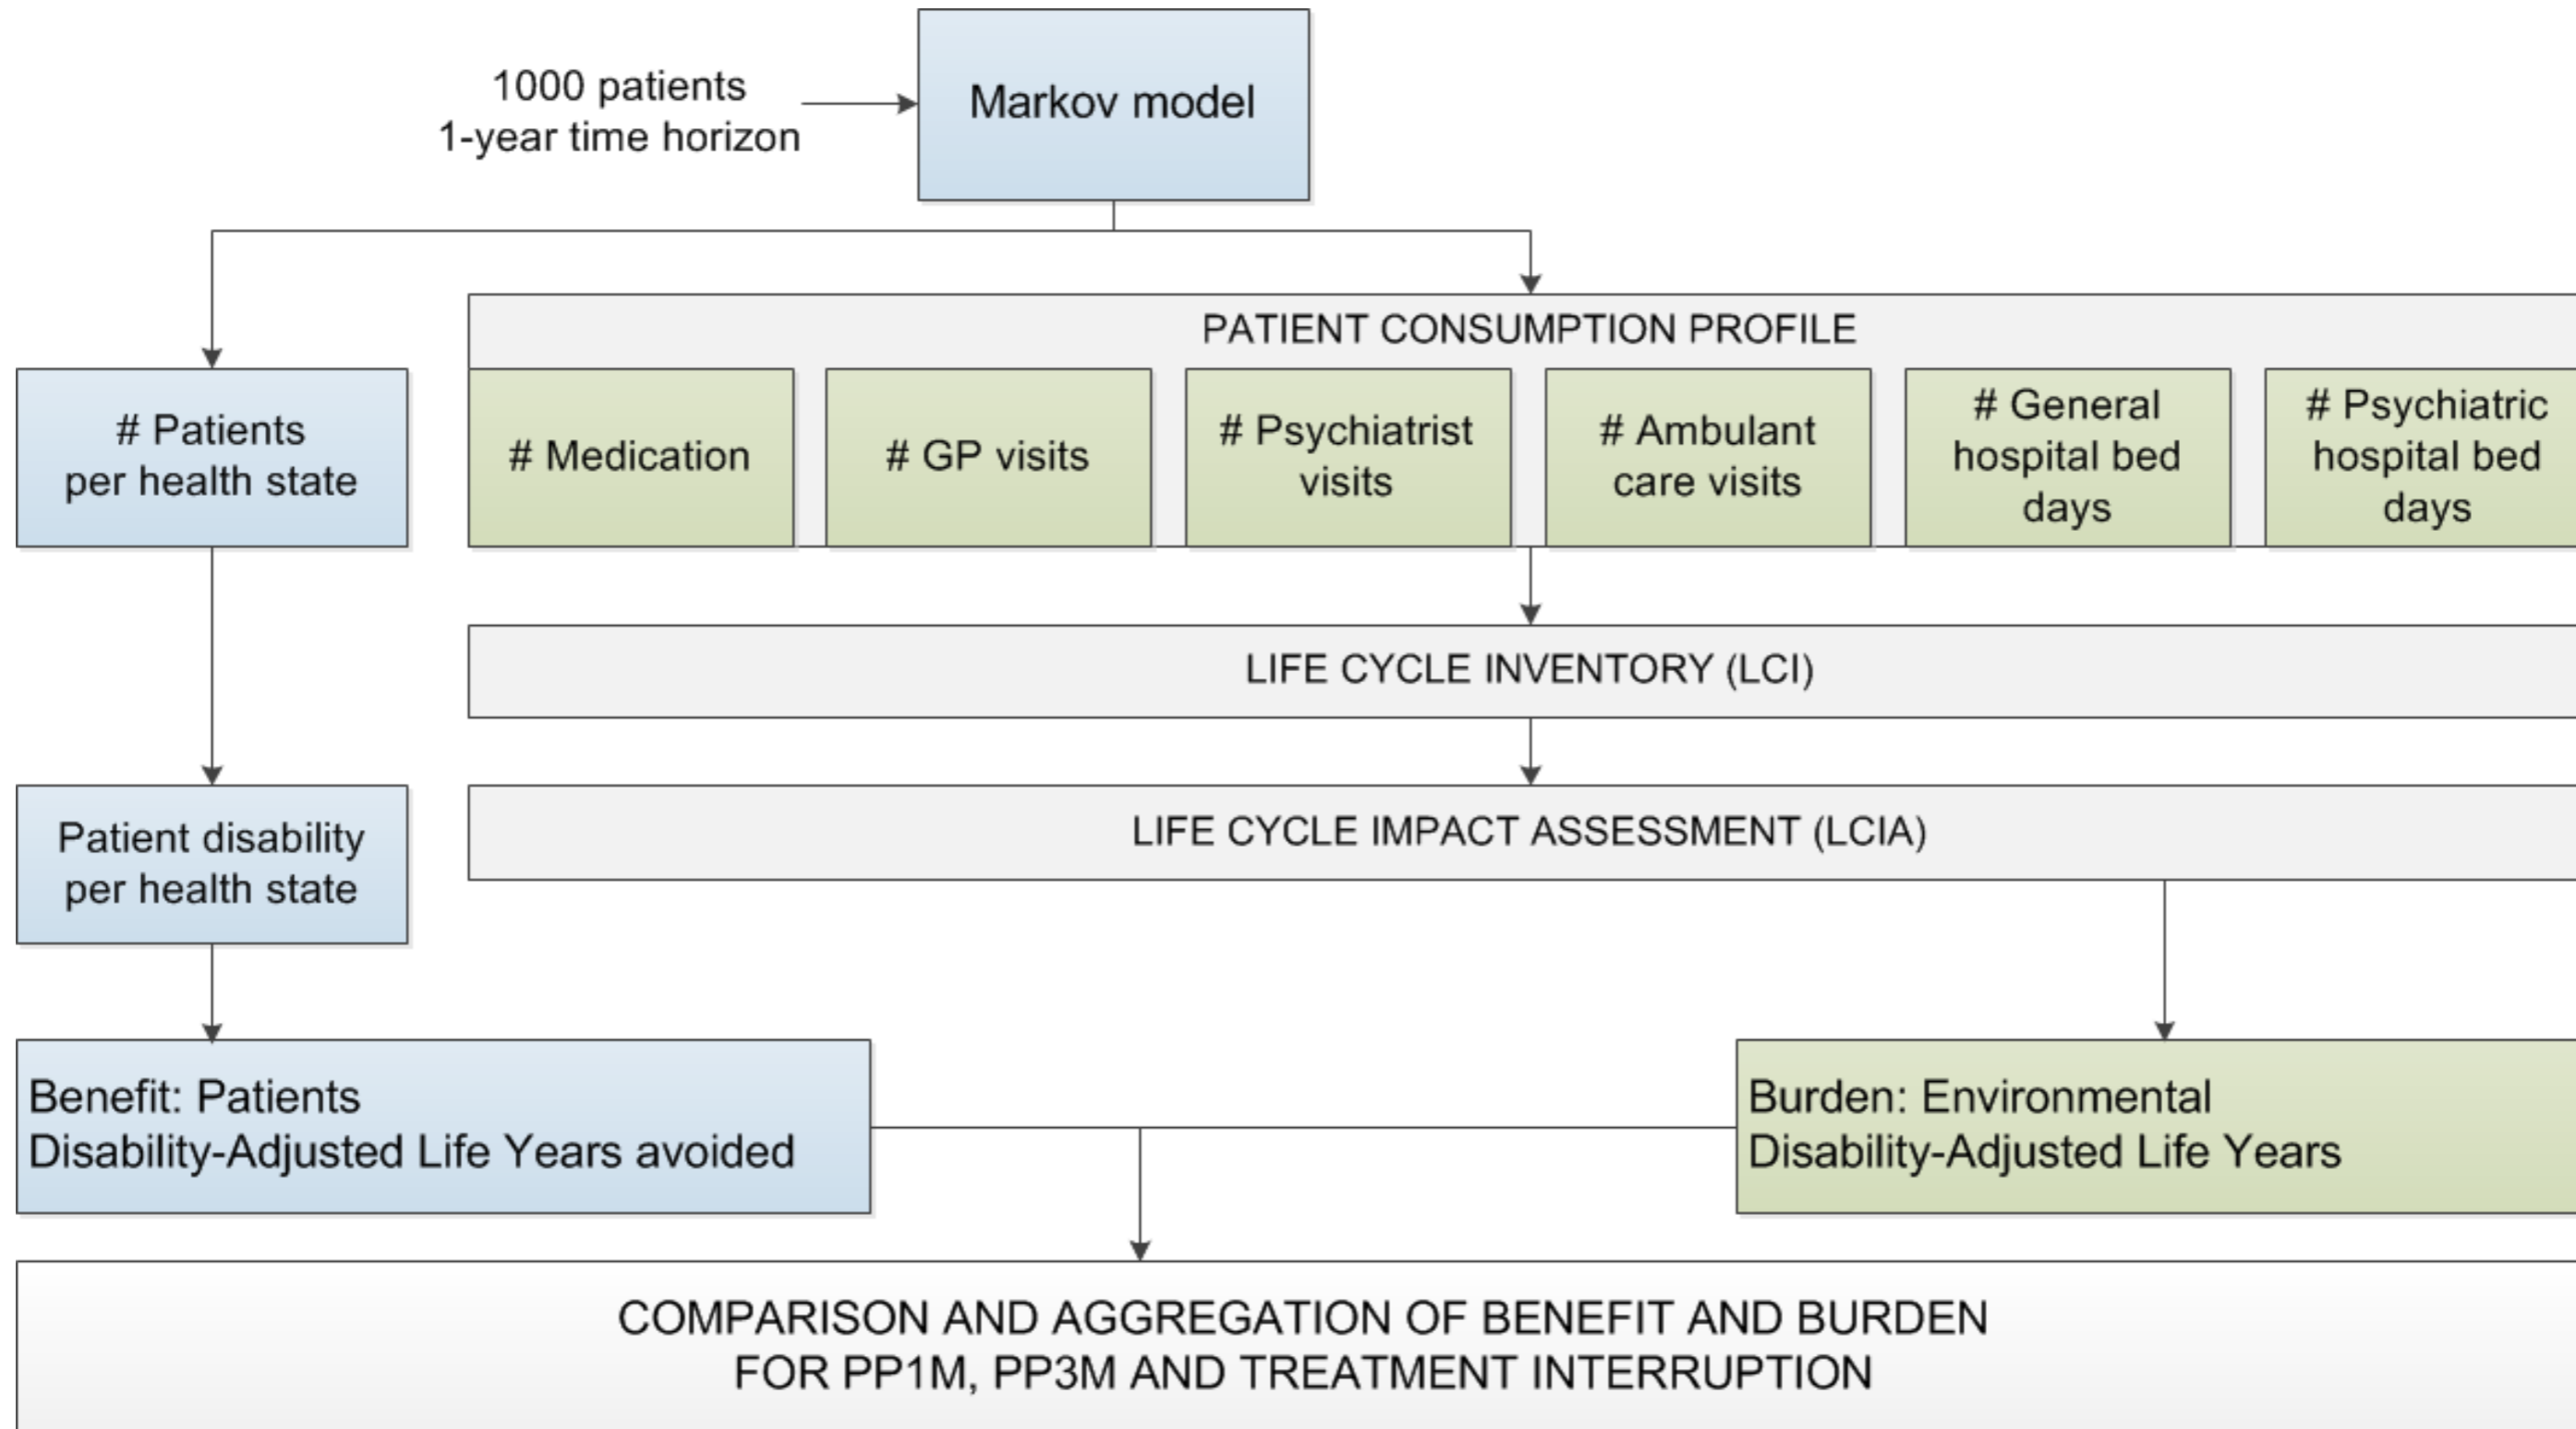 1000 patients
1-year time horizon
Markov model
PATIENT CONSUMPTION PROFILE
# Patients
per health state
# Medication
# GP visits
# Psychiatrist
visits
# Ambulant
care visits
# General
hospital bed
days
# Psychiatric
hospital bed
days
LIFE CYCLE INVENTORY (LCI)
Patient disability
per health state
LIFE CYCLE IMPACT ASSESSMENT (LCIA)
Benefit: Patients
Disability-Adjusted Life Years avoided
Burden: Environmental
Disability-Adjusted Life Years
COMPARISON AND AGGREGATION OF BENEFIT AND BURDEN
FOR PP1M, PP3M AND TREATMENT INTERRUPTION